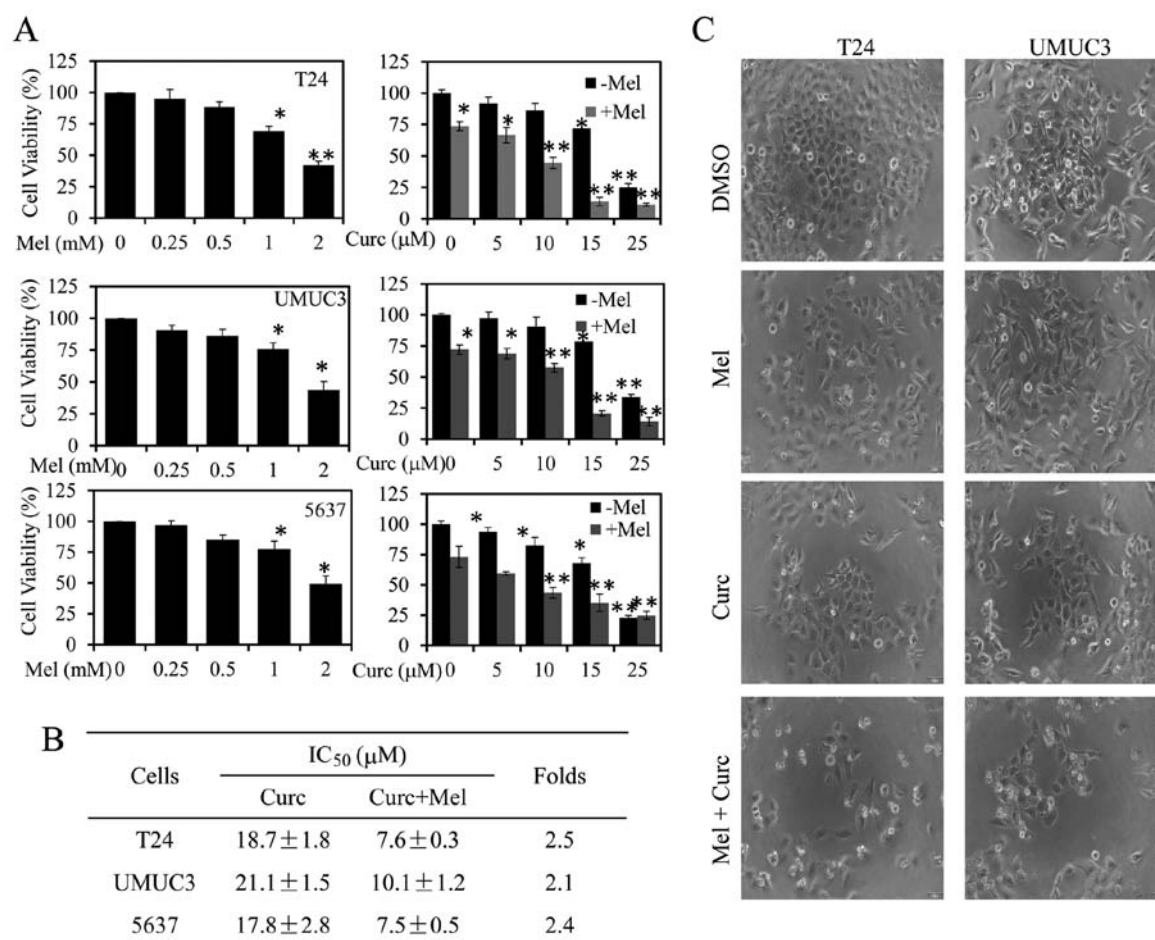 A
Cell Viability (%)
125
100
75
50
25
0
T24
**
*
Mel (mM) 0 0.25 0.5 1 2
125
100
75
50
25
0
-Mel
+Mel
* * ** * ** ** **
Curc (μM) 0 5 10 15 25
Cell Viability (%)
125
100
75
50
25
0
UMUC3
*
*
Mel (mM) 0 0.25 0.5 1 2
125
100
75
50
25
0
-Mel
+Mel
* * ** * ** ** **
Curc (μM) 0 5 10 15 25
Cell Viability (%)
125
100
75
50
25
0
5637
*
*
Mel (mM) 0 0.25 0.5 1 2
125
100
75
50
25
0
-Mel
+Mel
* * ** * ** ** **
Curc (μM) 0 5 10 15 25
B
Cells IC50 (μM) Folds
Curc Curc+Mel
T24 18.7±1.8 7.6±0.3 2.5
UMUC3 21.1±1.5 10.1±1.2 2.1
5637 17.8±2.8 7.5±0.5 2.4
C
T24 UMUC3
DMSO
Mel
Curc
Mel + Curc